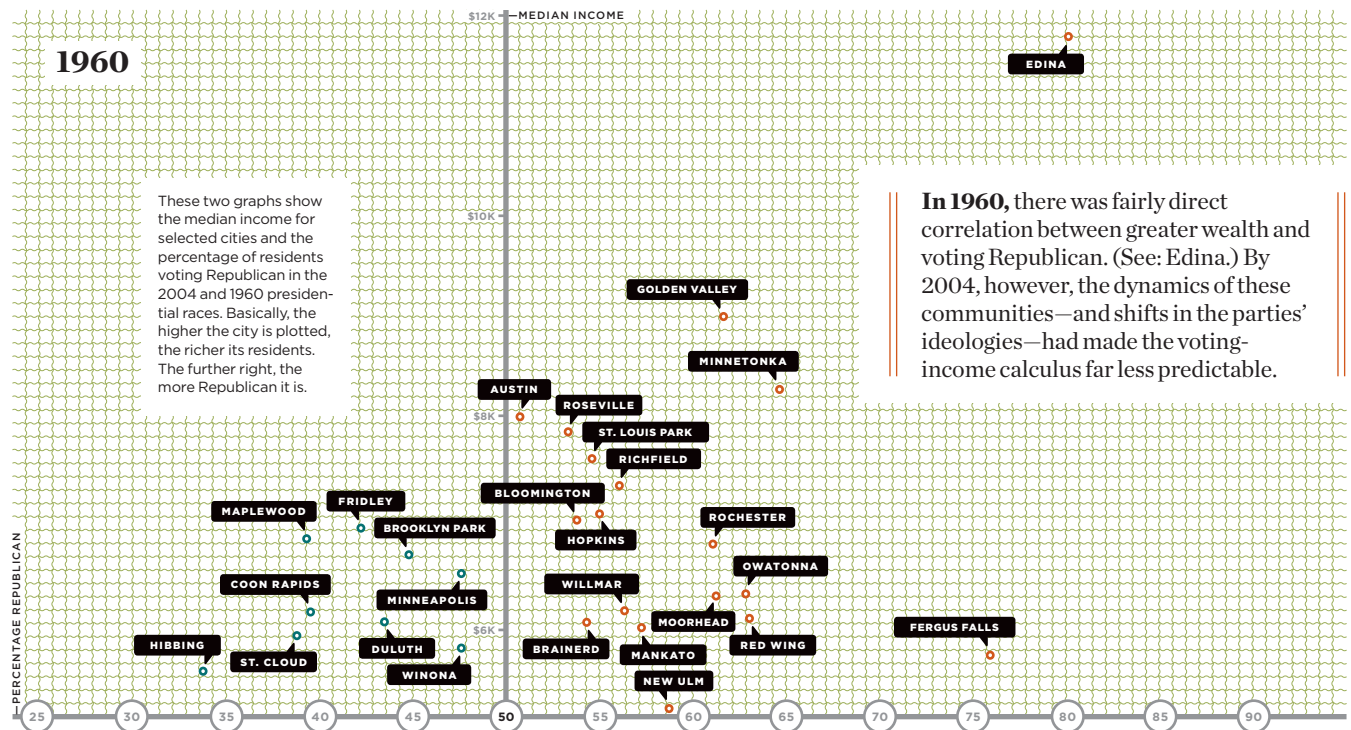 $12K
MEDIAN INCOME
1960
EDINA
These two graphs show
the median income for
selected cities and the
percentage of residents
voting Republican in the
2004 and 1960 presiden-
tial races. Basically, the
higher the city is plotted,
the richer its residents.
The further right, the
more Republican it is.
In 1960, there was fairly direct
correlation between greater wealth and
voting Republican. (See: Edina.) By
2004, however, the dynamics of these
communities—and shifts in the parties’
ideologies—had made the voting-
income calculus far less predictable.
$10K
GOLDEN VALLEY
MINNETONKA
AUSTIN
$8K
ROSEVILLE
ST. LOUIS PARK
RICHFIELD
BLOOMINGTON
FRIDLEY
MAPLEWOOD
BROOKLYN PARK
ROCHESTER
HOPKINS
OWATONNA
COON RAPIDS
WILLMAR
MINNEAPOLIS
MOORHEAD
$6K
FERGUS FALLS
HIBBING
ST. CLOUD
DULUTH
BRAINERD
MANKATO
RED WING
WINONA
NEW ULM
PERCENTAGE REPUBLICAN
25
30
35
40
45
50
55
60
65
70
75
80
85
90